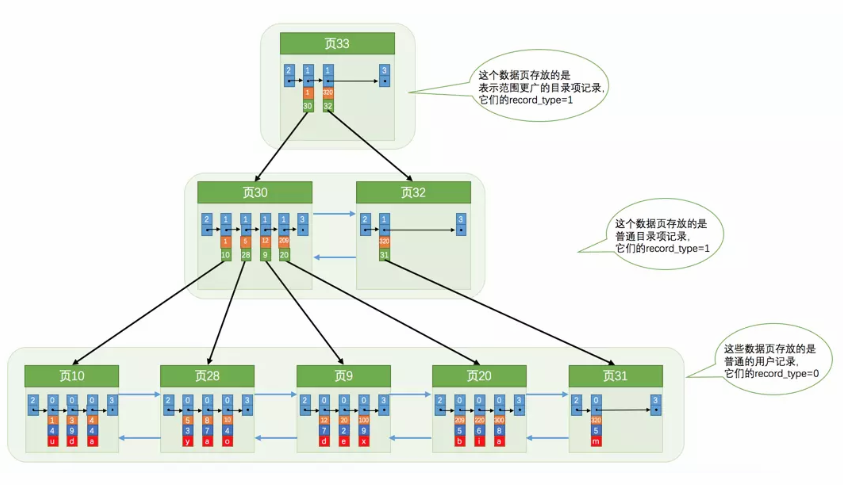 页33
2 1 1 3
1 320
30 32
这个数据页存放的是
表示范围更广的目录项记录，
它们的record_type=1
页30
2 1 1 1 1 3
1 5 12 209
10 28 9 20
页32
2 1 3
320
31
这个数据页存放的是
普通目录项记录，
它们的record_type=1
页10
2 0 0 0 3
1 3 4
4 9 4
u d a
页28
2 0 0 0 3
5 8 10
3 7 4
y a o
页9
2 0 0 0 3
12 20 100
7 2 9
d e x
页20
2 0 0 0 3
209 220 300
5 6 8
b i a
页31
2 0 3
320
5
m
这些数据页存放的是
普通的用户记录，
它们的record_type=0